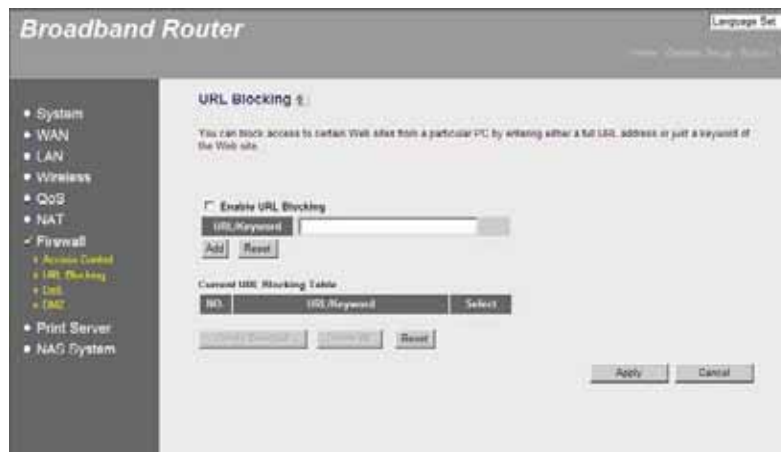 Broadband Router
Language Set
System
WAN
LAN
Wireless
QoS
NAT
Firewall
Access Control
URL Blocking
DoS
DMZ
Print Server
NAS System
URL Blocking
You can block access to certain Web sites from a particular PC by entering either a full URL address or just a keyword of
the Web site.
Enable URL Blocking
URL/Keyword
Add Reset
Current URL Blocking Table
NO. URL/Keyword Select
Reset
Apply Cancel